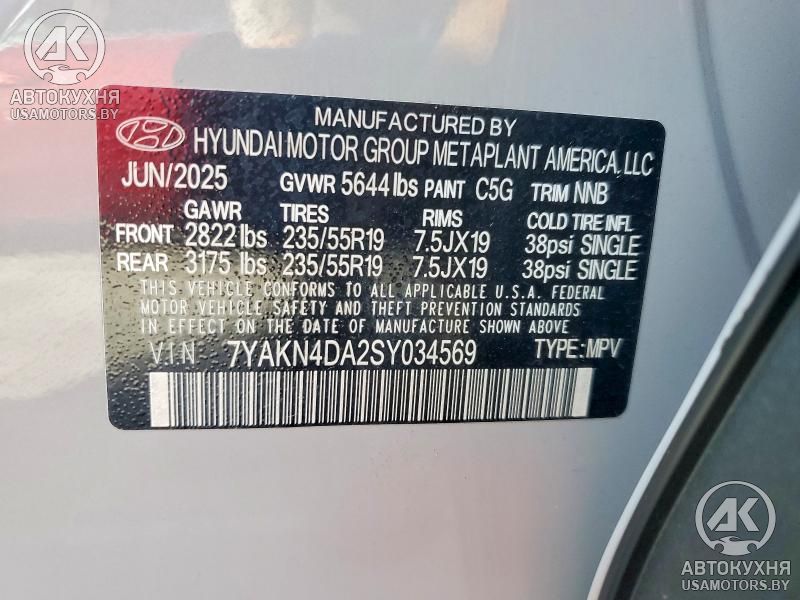 АК
АВТОКУХНЯ
USAMOTORS.BY
MANUFACTURED BY
HYUNDAI MOTOR GROUP METAPLANT AMERICA, LLC
JUN/2025 GVWR 5644 lbs PAINT C5G TRIM NNB
GAWR TIRES RIMS COLD TIRE INFL
FRONT 2822 lbs 235/55R19 7.5JX19 38psi SINGLE
REAR 3175 lbs 235/55R19 7.5JX19 38psi SINGLE
THIS VEHICLE CONFORMS TO ALL APPLICABLE U.S.A. FEDERAL
MOTOR VEHICLE SAFETY AND THEFT PREVENTION STANDARDS
IN EFFECT ON THE DATE OF MANUFACTURE SHOWN ABOVE
VIN 7YAKN4DA2SY034569 TYPE: MPV
АК
АВТОКУХНЯ
USAMOTORS.BY